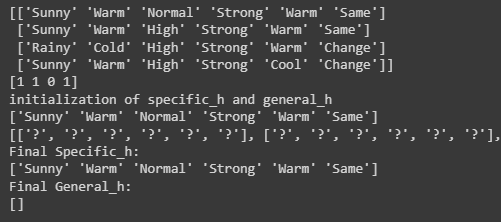 [['Sunny' 'Warm' 'Normal' 'Strong' 'Warm' 'Same']
['Sunny' 'Warm' 'High' 'Strong' 'Warm' 'Same']
['Rainy' 'Cold' 'High' 'Strong' 'Warm' 'Change']
['Sunny' 'Warm' 'High' 'Strong' 'Cool' 'Change']]
[1 1 0 1]
initialization of specific_h and general_h
['Sunny' 'Warm' 'Normal' 'Strong' 'Warm' 'Same']
[['?', '?', '?', '?', '?', '?'], ['?', '?', '?', '?', '?', '?'],
Final Specific_h:
['Sunny' 'Warm' 'Normal' 'Strong' 'Warm' 'Same']
Final General_h:
[]